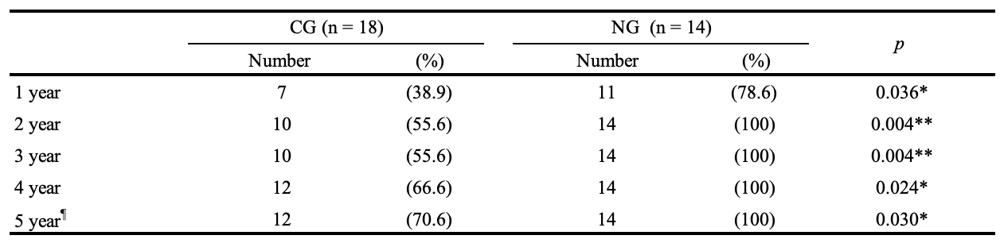 CG (n = 18) NG (n = 14) p
Number (%) Number (%)
1 year 7 (38.9) 11 (78.6) 0.036*
2 year 10 (55.6) 14 (100) 0.004**
3 year 10 (55.6) 14 (100) 0.004**
4 year 12 (66.6) 14 (100) 0.024*
5 year¶ 12 (70.6) 14 (100) 0.030*